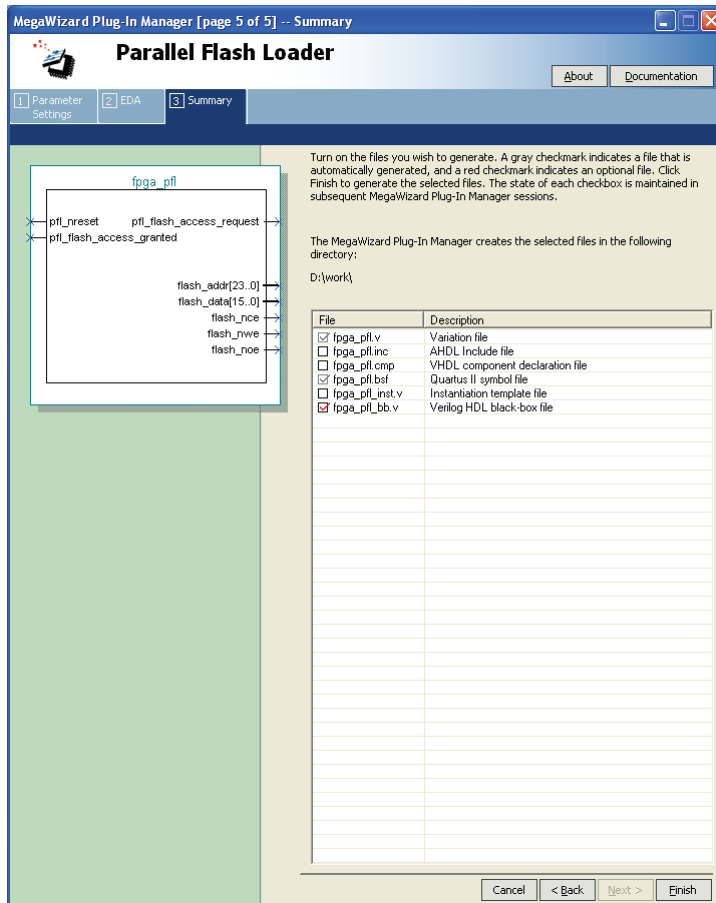 MegaWizard Plug-In Manager [page 5 of 5] -- Summary
Parallel Flash Loader
About
Documentation
1 Parameter Settings
2 EDA
3 Summary
fpga_pfl
pfl_nreset
pfl_flash_access_request
pfl_flash_access_granted
flash_addr[23..0]
flash_data[15..0]
flash_nce
flash_nwe
flash_noe
Turn on the files you wish to generate. A gray checkmark indicates a file that is
automatically generated, and a red checkmark indicates an optional file. Click
Finish to generate the selected files. The state of each checkbox is maintained in
subsequent MegaWizard Plug-In Manager sessions.
The MegaWizard Plug-In Manager creates the selected files in the following
directory:
D:\work\
File Description
fpga_pfl.v Variation file
fpga_pfl.inc AHDL Include file
fpga_pfl.cmp VHDL component declaration file
fpga_pfl.bsf Quartus II symbol file
fpga_pfl_inst.v Instantiation template file
fpga_pfl_bb.v Verilog HDL black-box file
Cancel
< Back
Next >
Finish